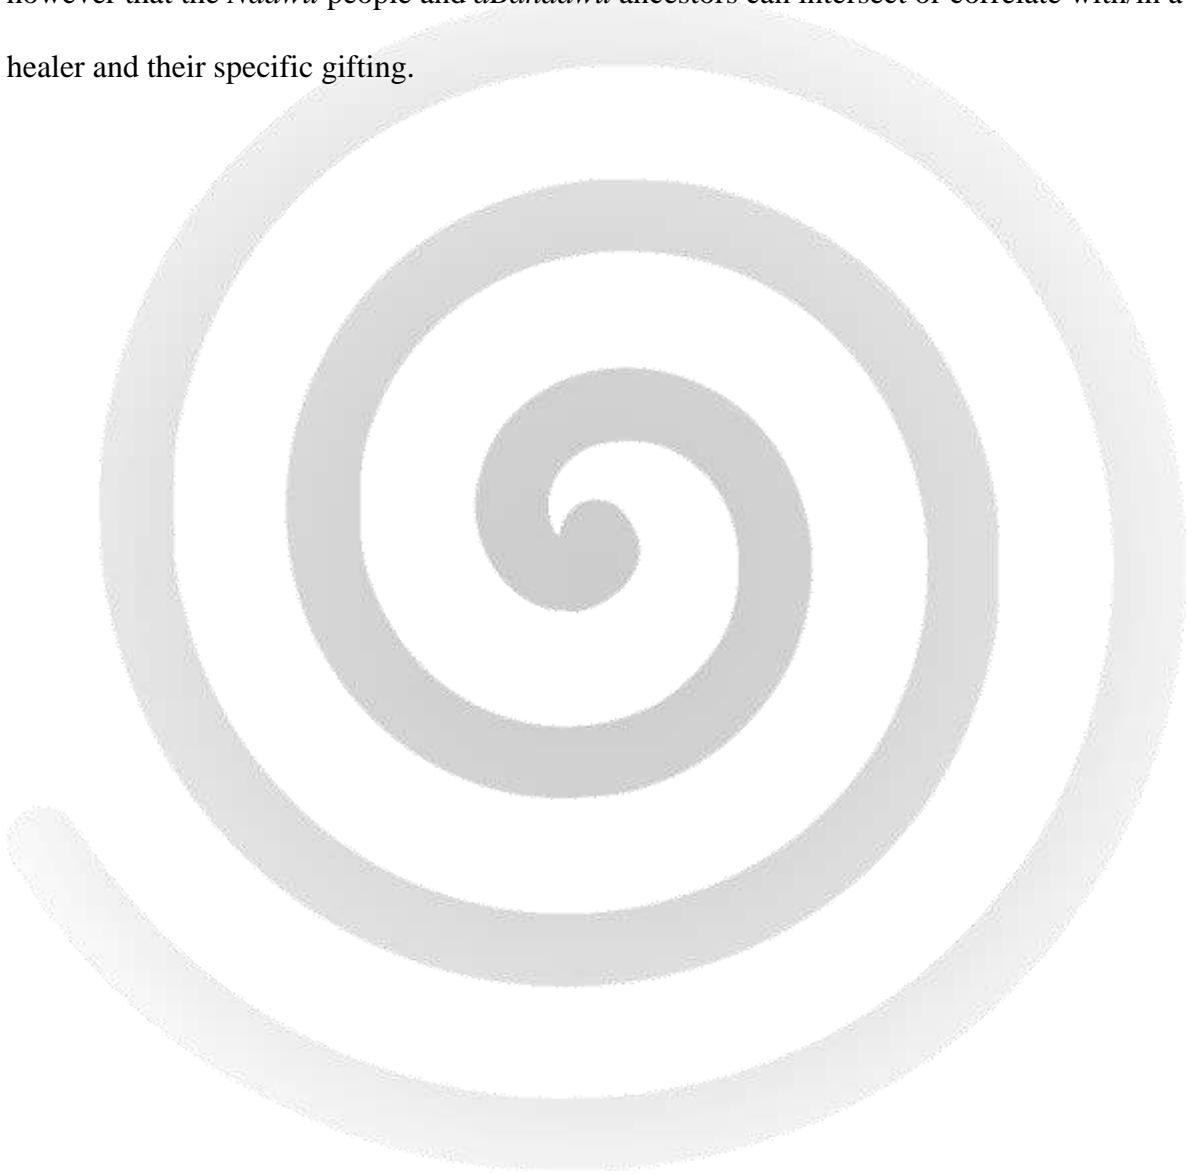 however that the Ndawu people and aBandawu ancestors can intersect or correlate with/in a
healer and their specific gifting.